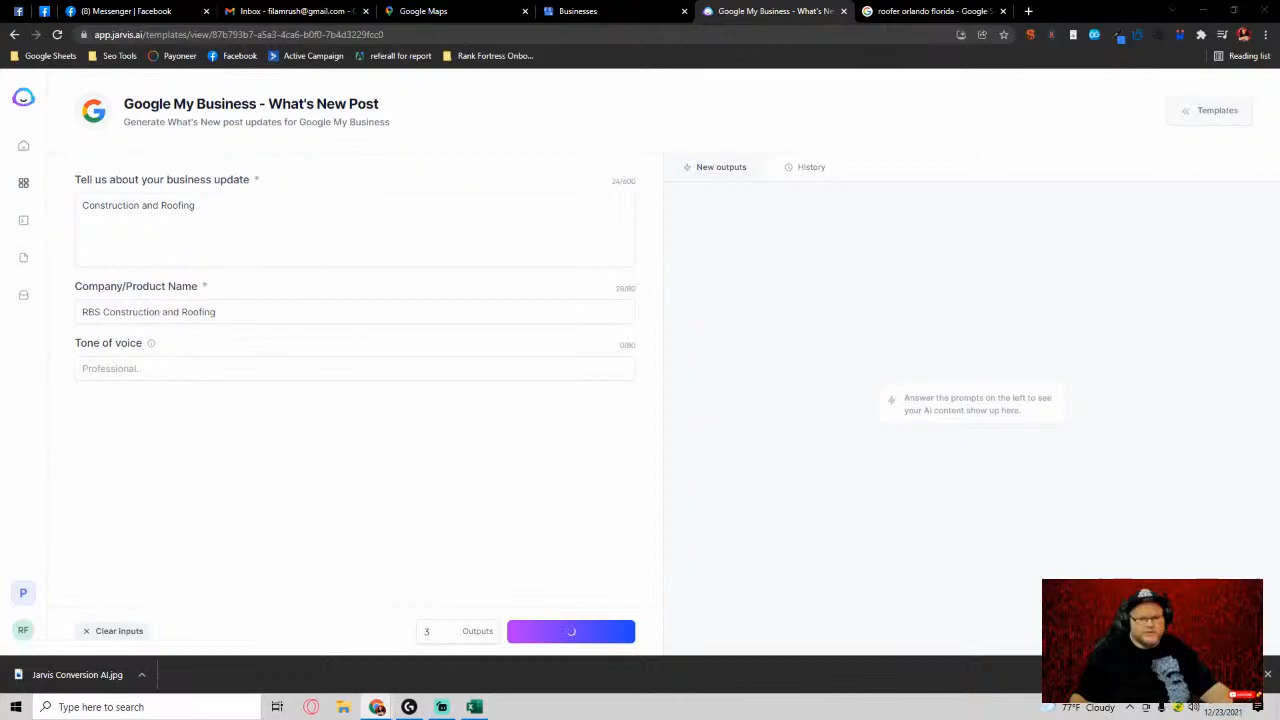 Inbox - filamrush@gmail.com - G
Google Maps
Businesses
Google My Business - What's Ne
roofer orlando florida - Google S
app.jarvis.ai/templates/view/87b793b7-a5a3-4ca6-b0f7-7b4d3229fcc0
Google Sheets
Seo Tools
Payoneer
Facebook
Active Campaign
referall for report
Rank Fortress Onbo...
Reading list
Google My Business - What's New Post
Generate What's New post updates for Google My Business
Templates
Tell us about your business update *
24/600
New outputs
History
Construction and Roofing
Company/Product Name *
28/80
RBS Construction and Roofing
Tone of voice
0/80
Professional.
Answer the prompts on the left to see
your AI content show up here.
P
RF
Clear inputs
3
Outputs
Jarvis Conversion AI.jpg
Type here to search
77°F Cloudy
12/23/2021